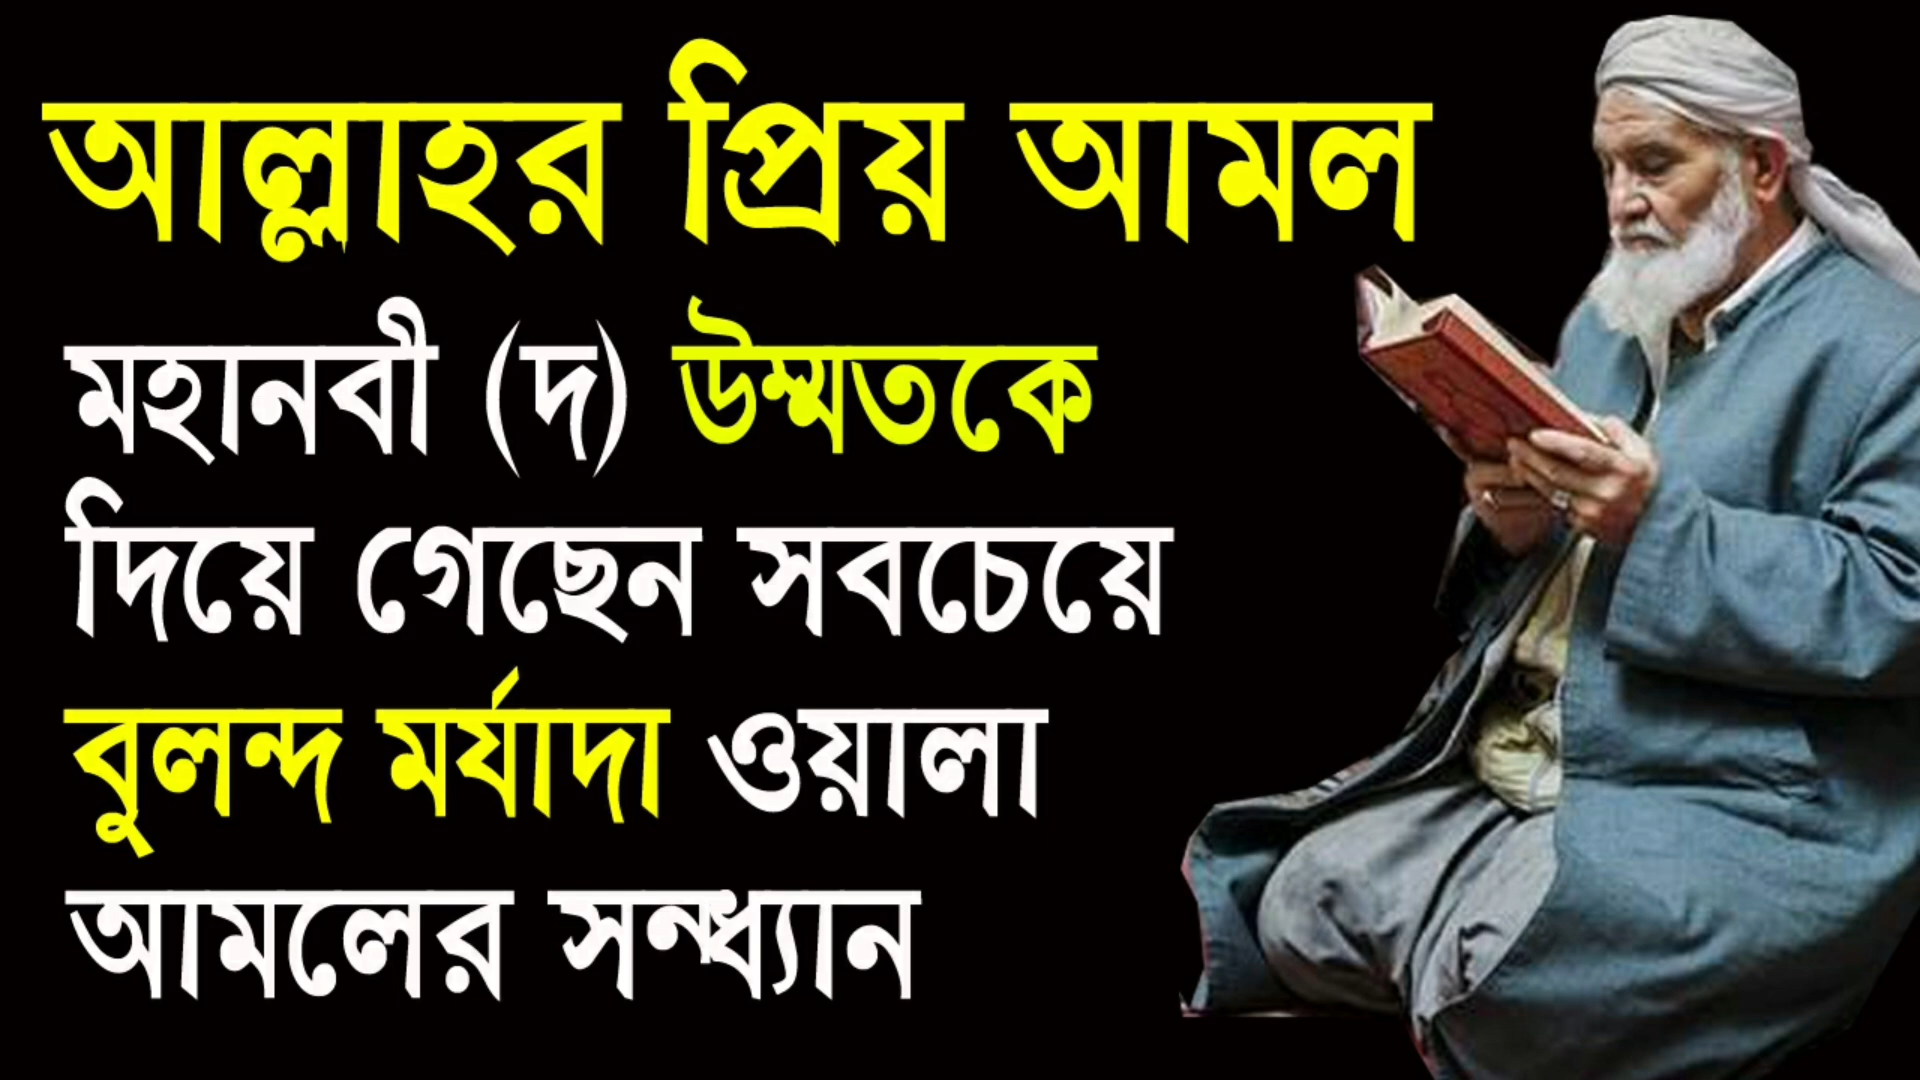 আল্লাহর প্রিয় আমল
মহানবী (দ) উম্মতকে
দিয়ে গেছেন সবচেয়ে
বুলন্দ মর্যাদা ওয়ালা
আমলের সন্ধ্যান